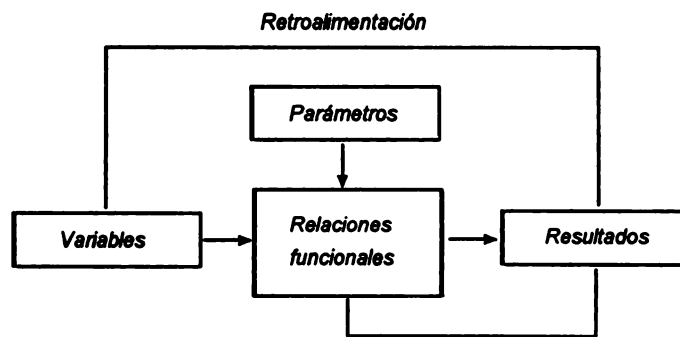 Retroalimentación
Parámetros
Variables
Relaciones
funcionales
Resultados